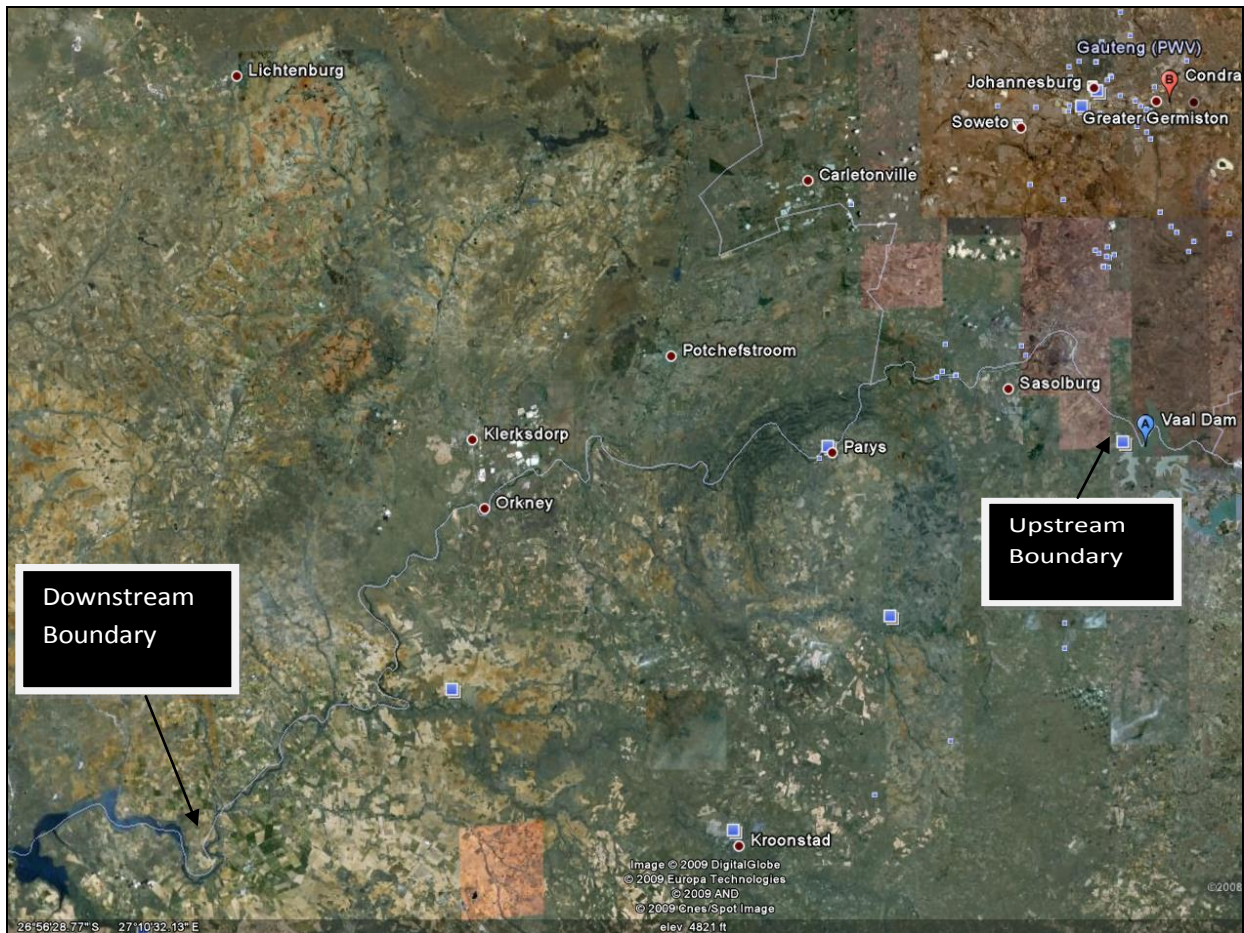 Lichtenburg
Gauteng (PWV)
Johannesburg
B
Condra
Soweto
Greater Germiston
Carletonville
Potchefstroom
Sasolburg
A
Vaal Dam
Klerksdorp
Parys
Orkney
Upstream
Boundary
Downstream
Boundary
Kroonstad
Image © 2009 DigitalGlobe
© 2009 Europa Technologies
© 2009 AND
© 2009 Cnes/Spot Image
©2008
26°56'28.77" S 27°10'32.13" E
elev 4821 ft